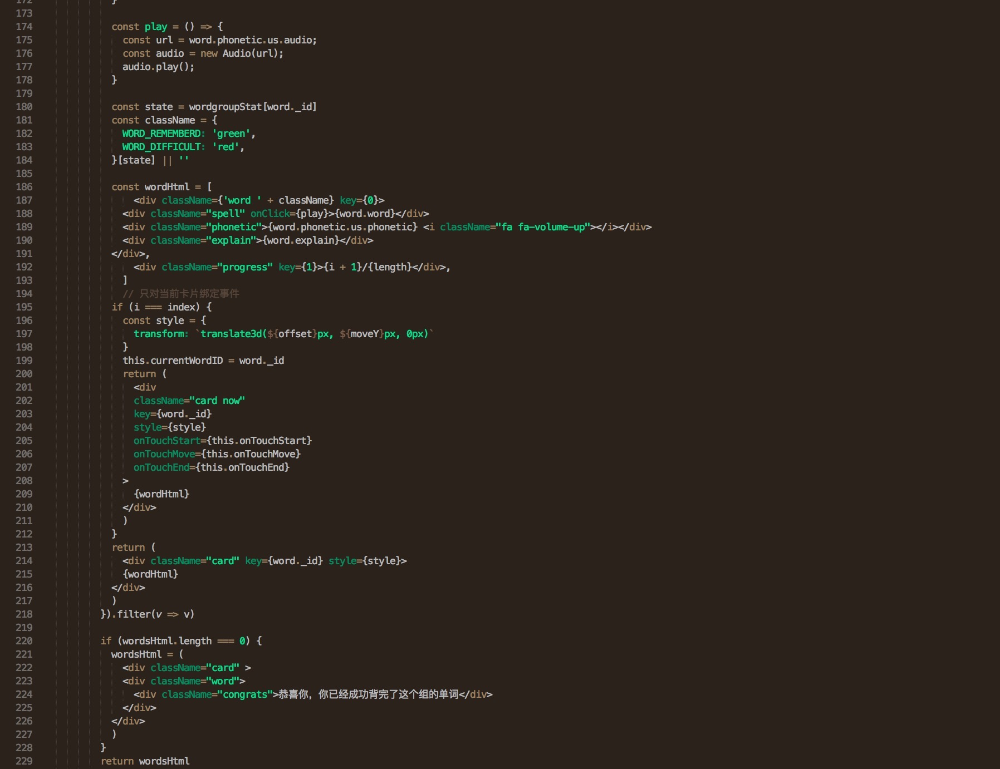 172 }
173
174 const play = () => {
175 const url = word.phonetic.us.audio;
176 const audio = new Audio(url);
177 audio.play();
178 }
179
180 const state = wordgroupStat[word._id]
181 const className = {
182 WORD_REMEMBERD: 'green',
183 WORD_DIFFICULT: 'red',
184 }[state] || ''
185
186 const wordHtml = [
187 <div className={'word ' + className} key={0}>
188 <div className="spell" onClick={play}>{word.word}</div>
189 <div className="phonetic">{word.phonetic.us.phonetic} <i className="fa fa-volume-up"></i></div>
190 <div className="explain">{word.explain}</div>
191 </div>,
192 <div className="progress" key={1}>{i + 1}/{length}</div>,
193 ]
194 // 只对当前卡片绑定事件
195 if (i === index) {
196 const style = {
197 transform: `translate3d(${offset}px, ${moveY}px, 0px)`
198 }
199 this.currentWordID = word._id
200 return (
201 <div
202 className="card now"
203 key={word._id}
204 style={style}
205 onTouchStart={this.onTouchStart}
206 onTouchMove={this.onTouchMove}
207 onTouchEnd={this.onTouchEnd}
208 >
209 {wordHtml}
210 </div>
211 )
212 }
213 return (
214 <div className="card" key={word._id} style={style}>
215 {wordHtml}
216 </div>
217 )
218 }).filter(v => v)
219
220 if (wordsHtml.length === 0) {
221 wordsHtml = (
222 <div className="card" >
223 <div className="word">
224 <div className="congrats">恭喜你，你已经成功背完了这个组的单词</div>
225 </div>
226 </div>
227 )
228 }
229 return wordsHtml